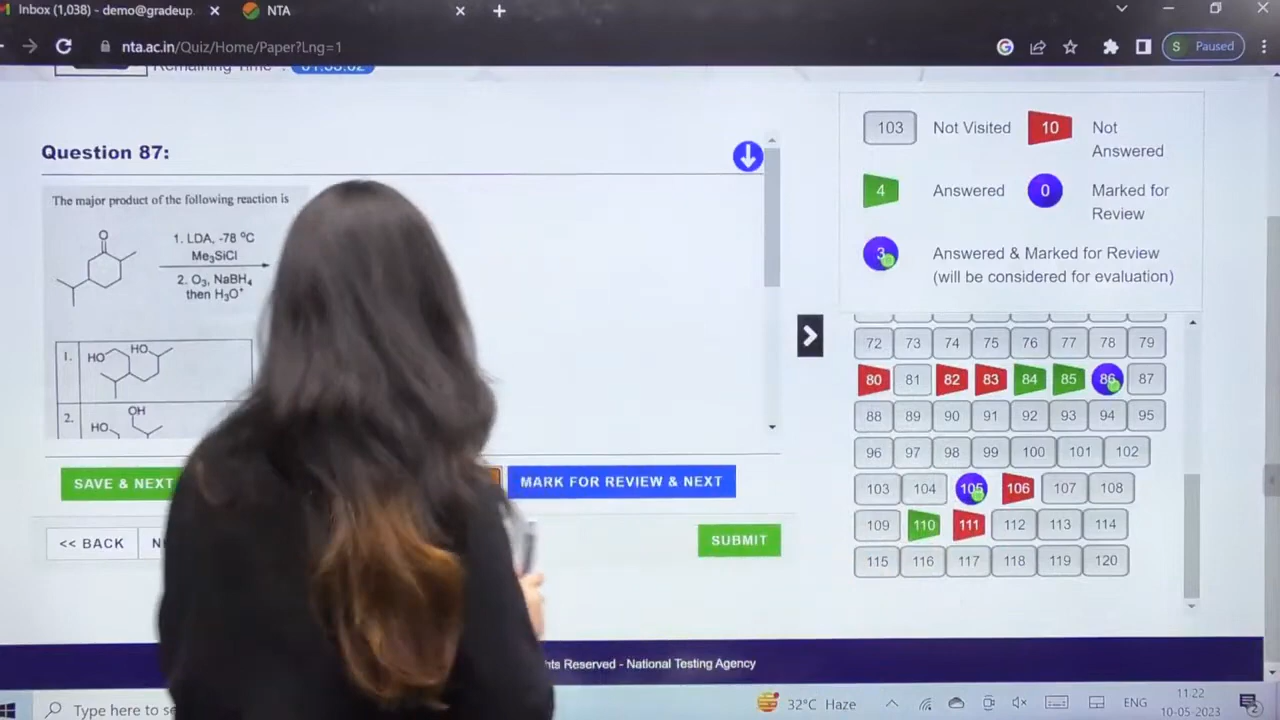 Inbox (1,038) - demo@gradeup.
NTA
nta.ac.in/Quiz/Home/Paper?Lng=1
S Paused
Remaining Time :
Question 87:
The major product of the following reaction is
O
1. LDA, -78 ºC
Me3SiCl
2. O3, NaBH4
then H3O+
1. HO HO
2. OH
HO
SAVE & NEXT
MARK FOR REVIEW & NEXT
<< BACK
SUBMIT
103 Not Visited
10 Not Answered
4 Answered
0 Marked for Review
3 Answered & Marked for Review
(will be considered for evaluation)
72 73 74 75 76 77 78 79
80 81 82 83 84 85 86 87
88 89 90 91 92 93 94 95
96 97 98 99 100 101 102
103 104 105 106 107 108
109 110 111 112 113 114
115 116 117 118 119 120
Rights Reserved - National Testing Agency
Type here to
32°C Haze
ENG
11:22
10-05-2023
2